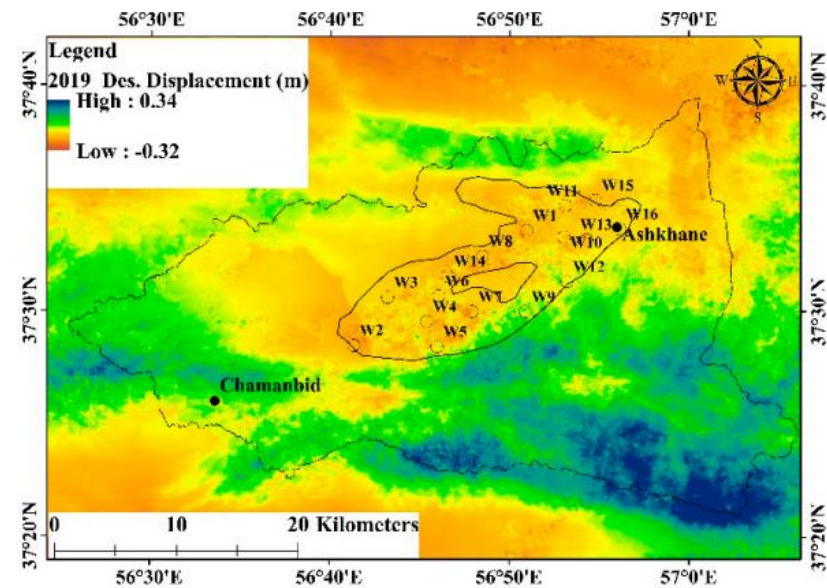 56°30'E 56°40'E 56°50'E 57°0'E
Legend
2019 Des. Displacement (m)
High : 0.34
Low : -0.32
37°40'N
37°40'N
W
S
W15
W11
W1
W16
W13
Ashkhane
W8
W10
W14
W12
W3
W6
W7
W9
37°30'N
37°30'N
W4
W2
W5
Chamanbid
0 10 20 Kilometers
37°20'N
37°20'N
56°30'E 56°40'E 56°50'E 57°0'E